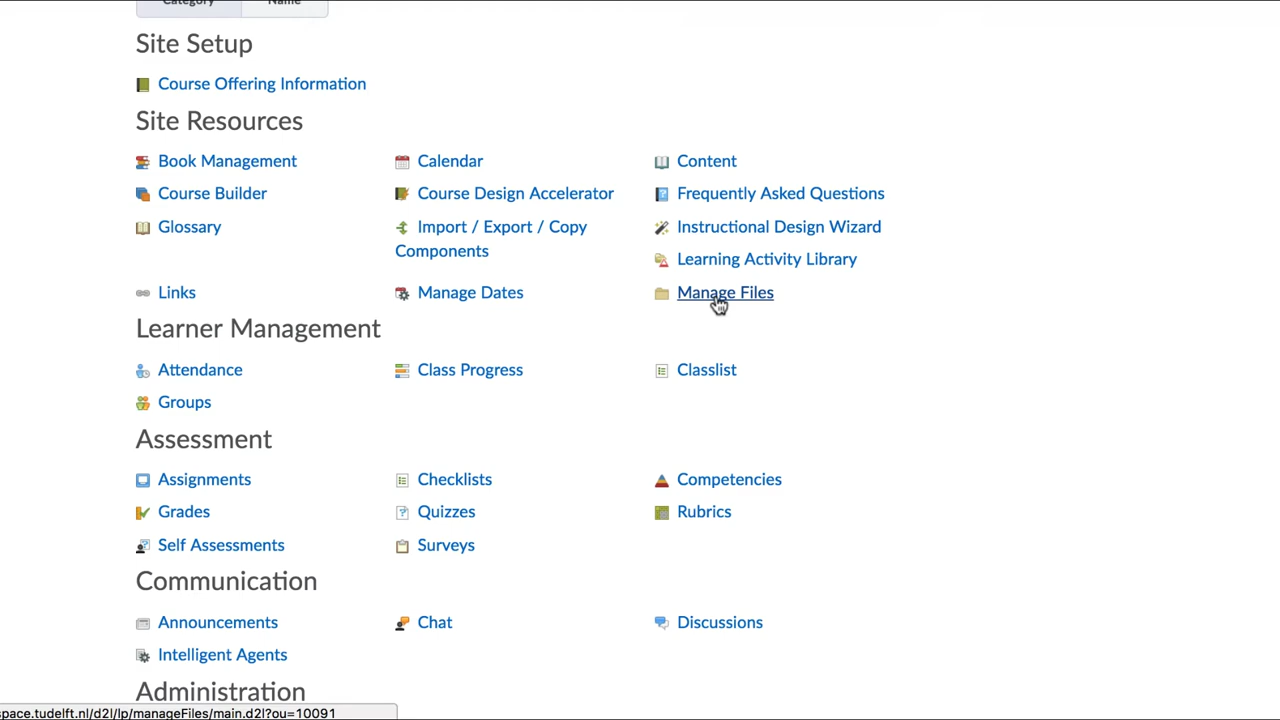 Category Name
Site Setup
Course Offering Information
Site Resources
Book Management Calendar Content
Course Builder Course Design Accelerator Frequently Asked Questions
Glossary Import / Export / Copy Instructional Design Wizard
Components
Learning Activity Library
Links Manage Dates Manage Files
Learner Management
Attendance Class Progress Classlist
Groups
Assessment
Assignments Checklists Competencies
Grades Quizzes Rubrics
Self Assessments Surveys
Communication
Announcements Chat Discussions
Intelligent Agents
Administration
space.tudelft.nl/d2l/lp/manageFiles/main.d2l?ou=10091